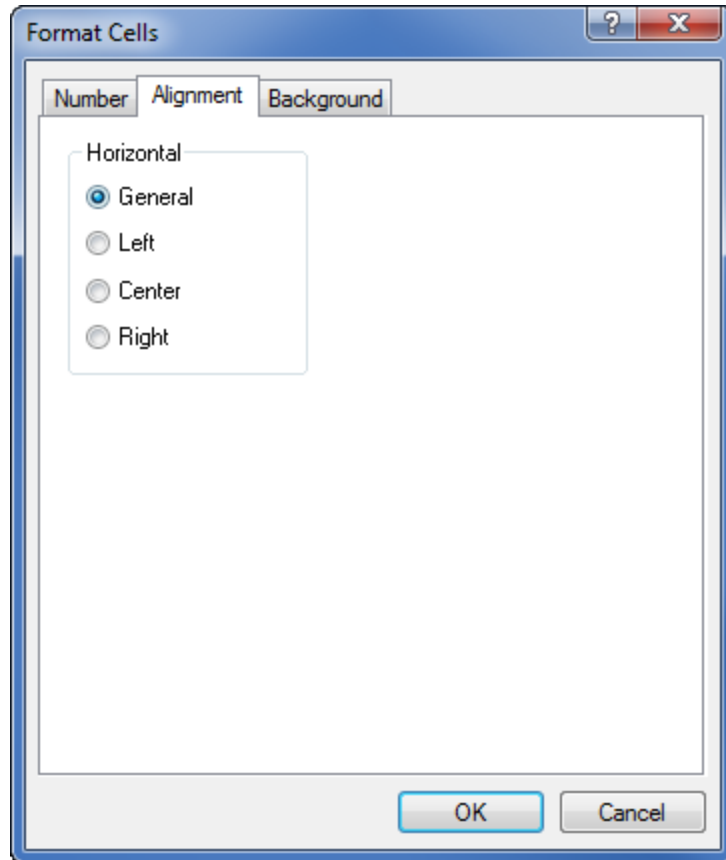 Format Cells
?
X
Number Alignment Background
Horizontal
General
Left
Center
Right
OK Cancel